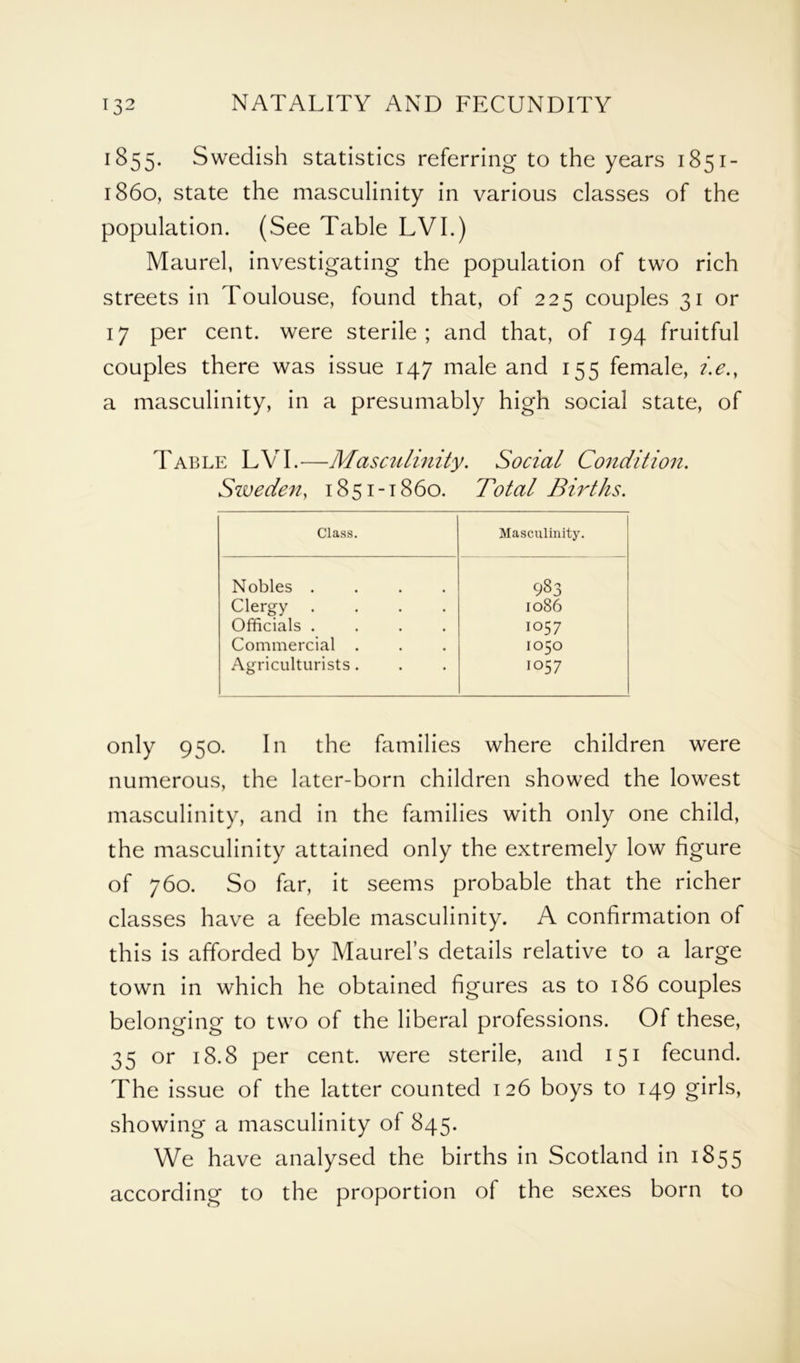 132 NATALITY AND FECUNDITY
1855. Swedish statistics referring to the years 1851-
1860, state the masculinity in various classes of the
population. (See Table LVI.)
Maurel, investigating the population of two rich
streets in Toulouse, found that, of 225 couples 31 or
17 per cent. were sterile ; and that, of 194 fruitful
couples there was issue 147 male and 155 female, i.e.,
a masculinity, in a presumably high social state, of
Table LVI.—Masculinity. Social Condition.
Sweden, 1851-1860. Total Births.
Class. Masculinity.
Nobles . . . . 983
Clergy . . . . 1086
Officials . . . . 1057
Commercial . . . 1050
Agriculturists . . . 1057
only 950. In the families where children were
numerous, the later-born children showed the lowest
masculinity, and in the families with only one child,
the masculinity attained only the extremely low figure
of 760. So far, it seems probable that the richer
classes have a feeble masculinity. A confirmation of
this is afforded by Maurel's details relative to a large
town in which he obtained figures as to 186 couples
belonging to two of the liberal professions. Of these,
35 or 18.8 per cent. were sterile, and 151 fecund.
The issue of the latter counted 126 boys to 149 girls,
showing a masculinity of 845.
We have analysed the births in Scotland in 1855
according to the proportion of the sexes born to